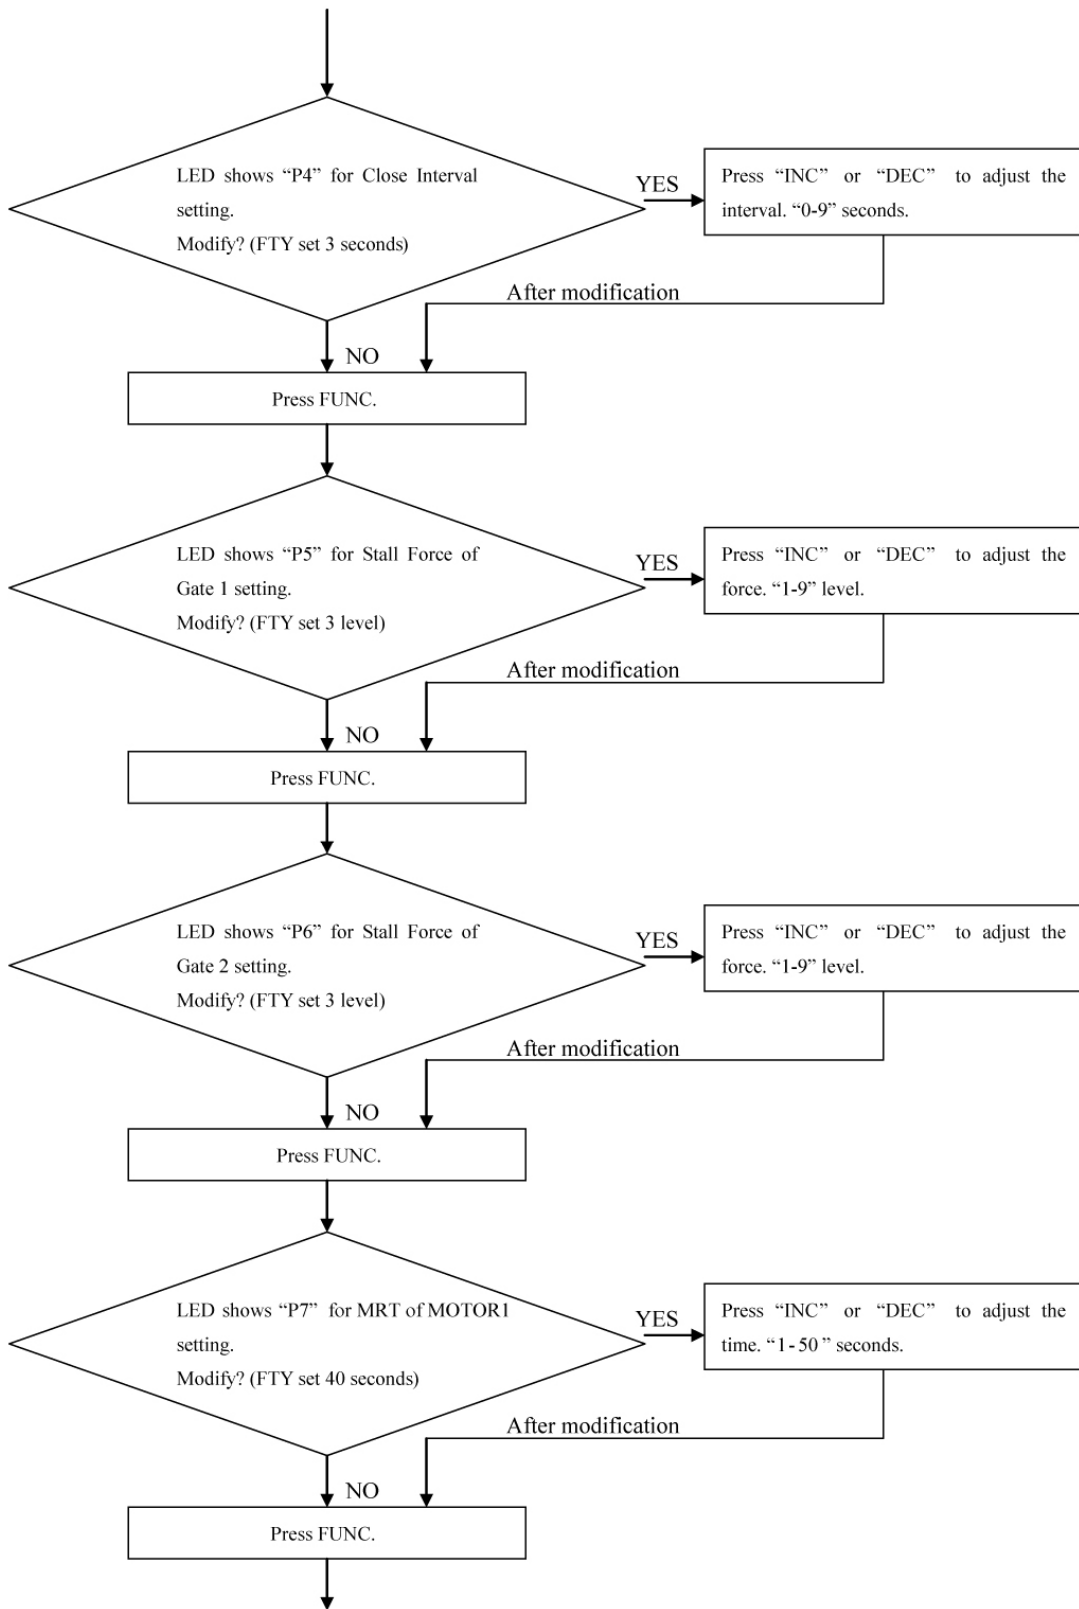 LED shows “P4” for Close Interval
setting.
Modify? (FTY set 3 seconds)
YES
Press “INC” or “DEC” to adjust the
interval. “0-9” seconds.
After modification
NO
Press FUNC.
LED shows “P5” for Stall Force of
Gate 1 setting.
Modify? (FTY set 3 level)
YES
Press “INC” or “DEC” to adjust the
force. “1-9” level.
After modification
NO
Press FUNC.
LED shows “P6” for Stall Force of
Gate 2 setting.
Modify? (FTY set 3 level)
YES
Press “INC” or “DEC” to adjust the
force. “1-9” level.
After modification
NO
Press FUNC.
LED shows “P7” for MRT of MOTOR1
setting.
Modify? (FTY set 40 seconds)
YES
Press “INC” or “DEC” to adjust the
time. “1-50” seconds.
After modification
NO
Press FUNC.